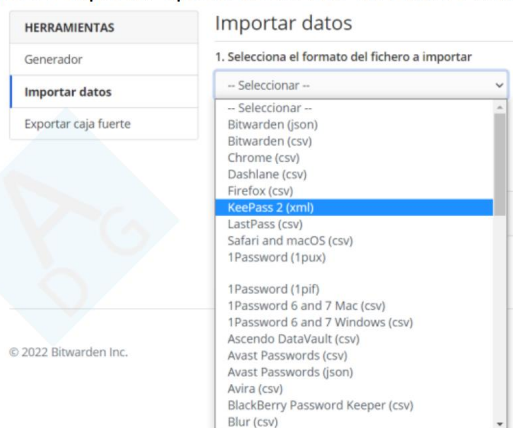 HERRAMIENTAS
Generador
Importar datos
Exportar caja fuerte
© 2022 Bitwarden Inc.
Importar datos
1. Selecciona el formato del fichero a importar
-- Seleccionar --
-- Seleccionar --
Bitwarden (json)
Bitwarden (csv)
Chrome (csv)
Dashlane (csv)
Firefox (csv)
KeePass 2 (xml)
LastPass (csv)
Safari and macOS (csv)
1Password (1pux)
1Password (1pif)
1Password 6 and 7 Mac (csv)
1Password 6 and 7 Windows (csv)
Ascendo DataVault (csv)
Avast Passwords (csv)
Avast Passwords (json)
Avira (csv)
BlackBerry Password Keeper (csv)
Blur (csv)
A
G
D